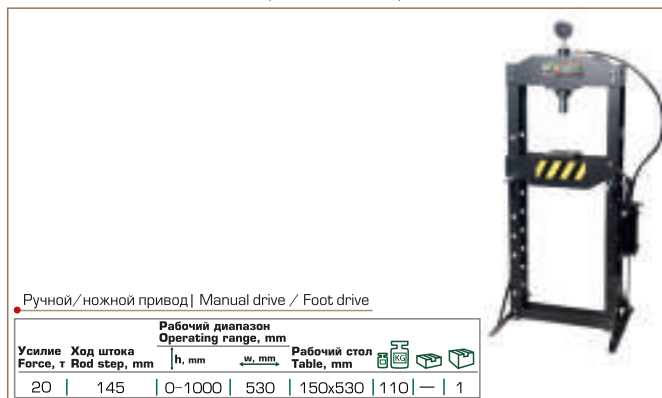 Ручной/ножной привод| Manual drive / Foot drive
Рабочий диапазон
Operating range, mm
Усилие Ход штока Рабочий стол
Force, т Rod step, mm h, mm w, mm Table, mm KG
20 145 0-1000 530 150x530 110 — 1